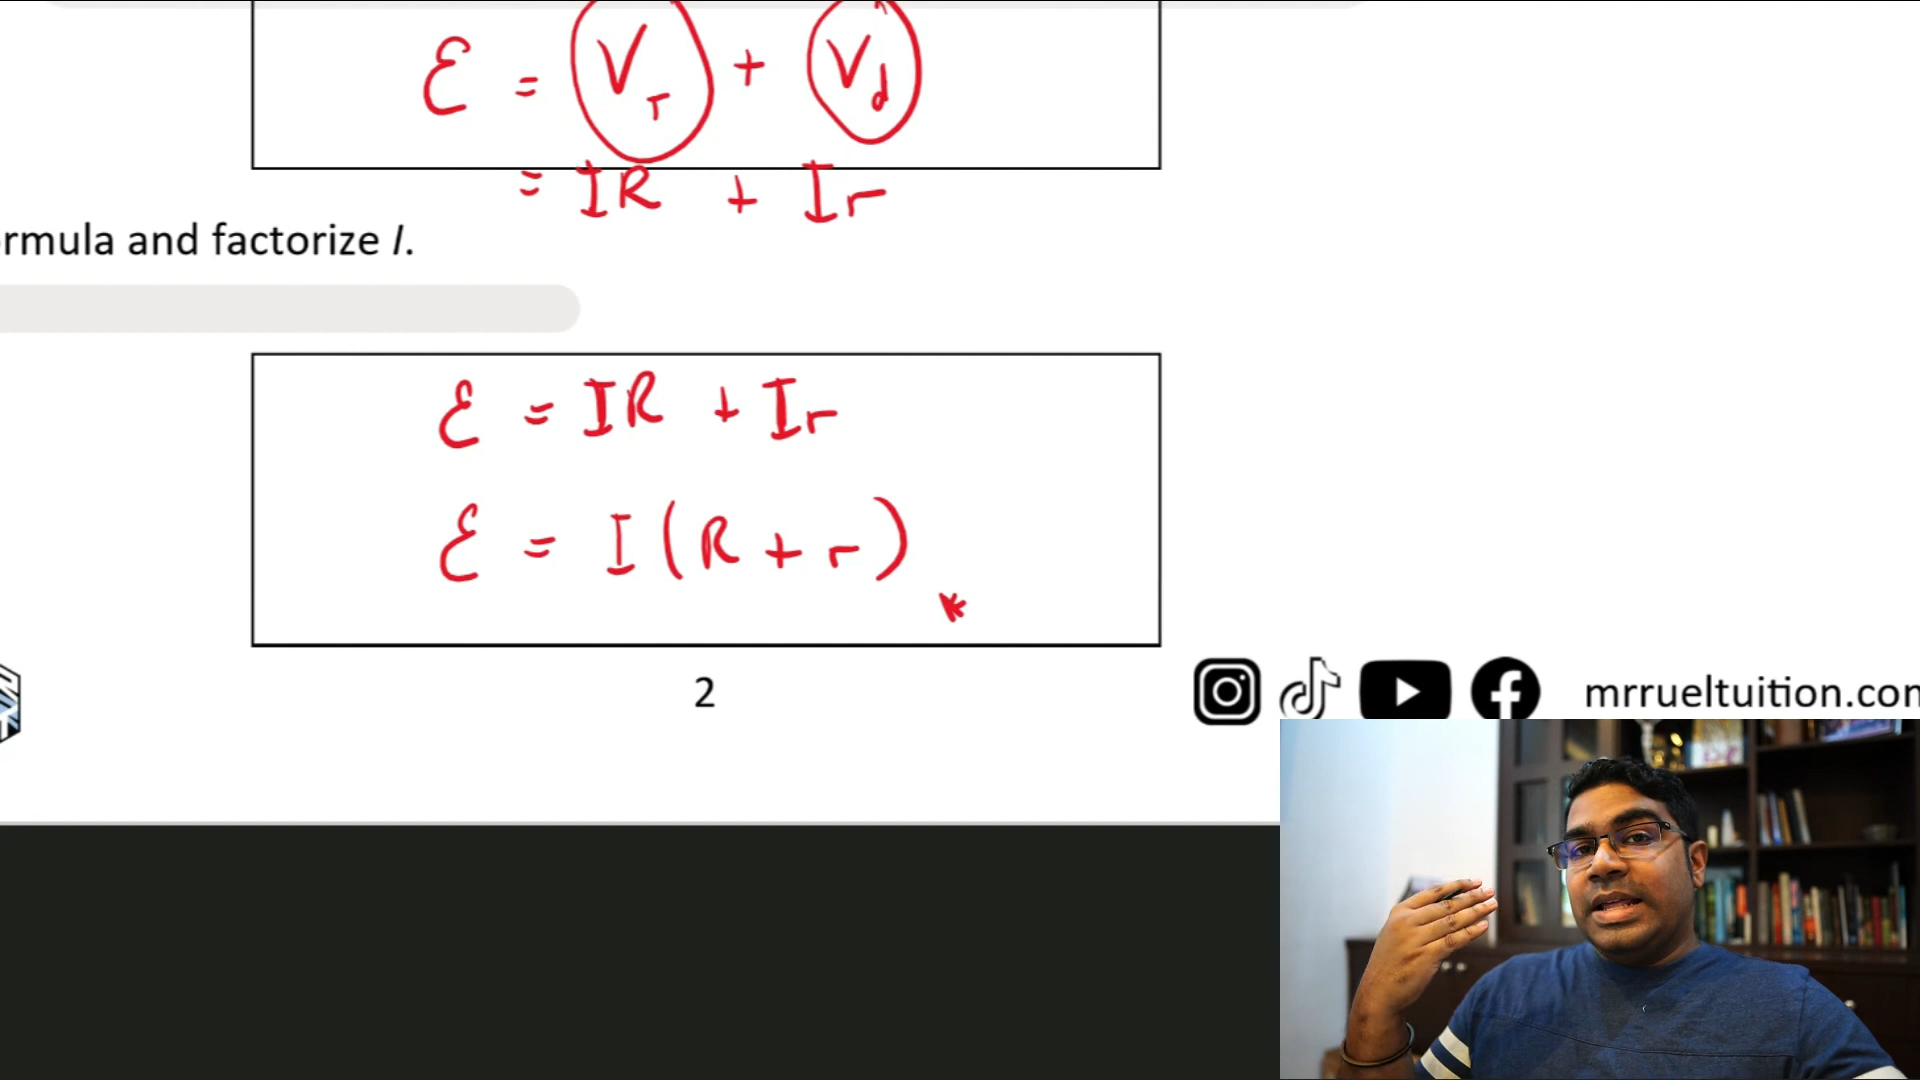 ℰ = V_T + V_d
= IR + Ir
rmula and factorize I.
ℰ = IR + Ir
ℰ = I(R + r)
*
2
mrrueltuition.con